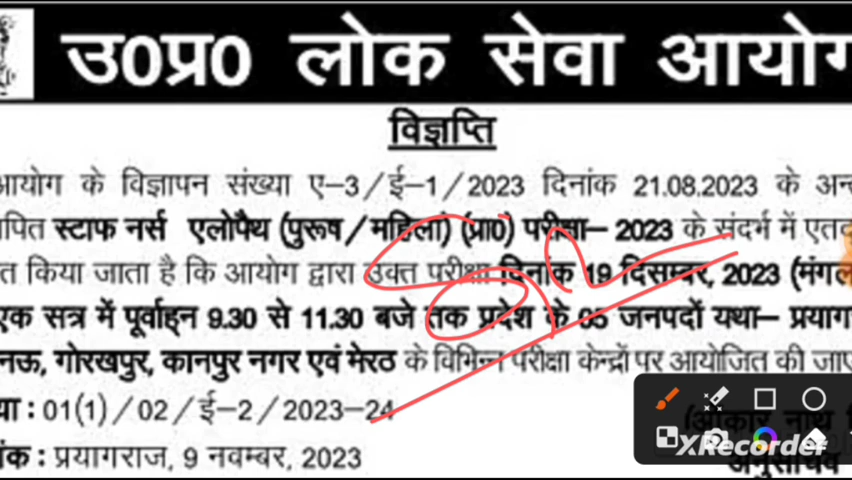 उ0प्र0 लोक सेवा आयोग
विज्ञप्ति
आयोग के विज्ञापन संख्या ए–3/ई–1/2023 दिनांक 21.08.2023 के
स्टाफ नर्स एलोपैथ (पुरूष/महिला) (प्रा0) परीक्षा– 2023 के संदर्भ में
किया जाता है कि आयोग द्वारा उक्त परीक्षा दिनांक 19 दिसम्बर, 2023
एक सत्र में पूर्वाह्न 9.30 से 11.30 बजे तक प्रदेश के 05 जनपदों यथा–
गोरखपुर, कानपुर नगर एवं मेरठ के विभिन्न परीक्षा केन्द्रों पर आयोजित की
: 01(1)/02/ई–2/2023–24
: प्रयागराज, 9 नवम्बर, 2023
XRecorder